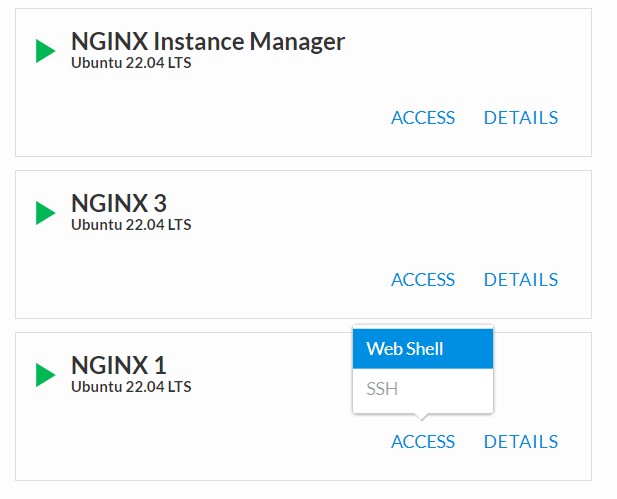 NGINX Instance Manager
Ubuntu 22.04 LTS
ACCESS DETAILS
NGINX 3
Ubuntu 22.04 LTS
ACCESS DETAILS
NGINX 1
Ubuntu 22.04 LTS
Web Shell
SSH
ACCESS DETAILS